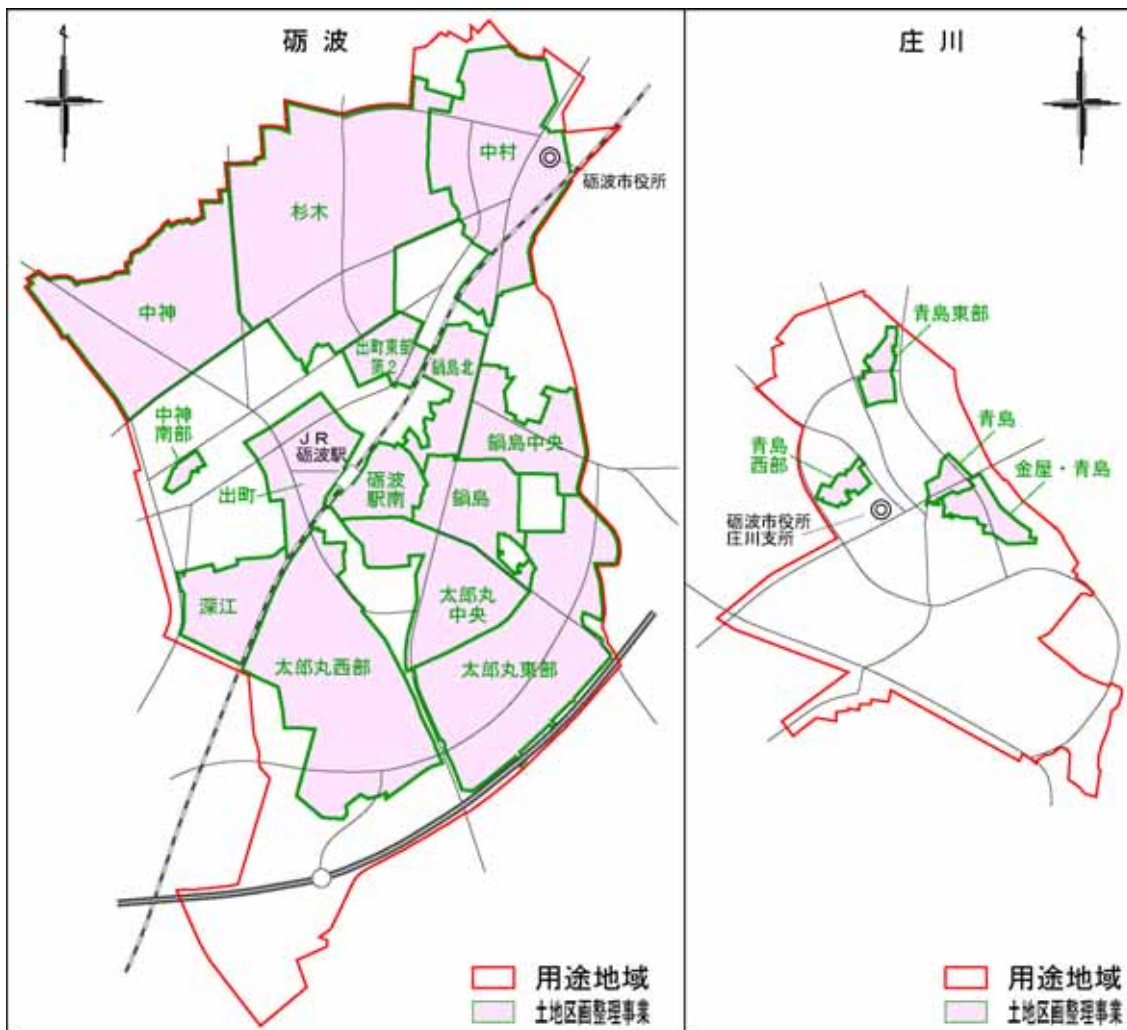 砺波
4
中村
砺波市役所
杉木
中神
出町東部
第2
鍋島北
中神
南部
JR
砺波駅
鍋島中央
出町
砺波
駅南
鍋島
深江
太郎丸
中央
太郎丸西部
太郎丸東部
用途地域
土地区画整理事業
庄川
4
青島東部
青島
青島
西部
金屋・青島
砺波市役所
庄川支所
用途地域
土地区画整理事業